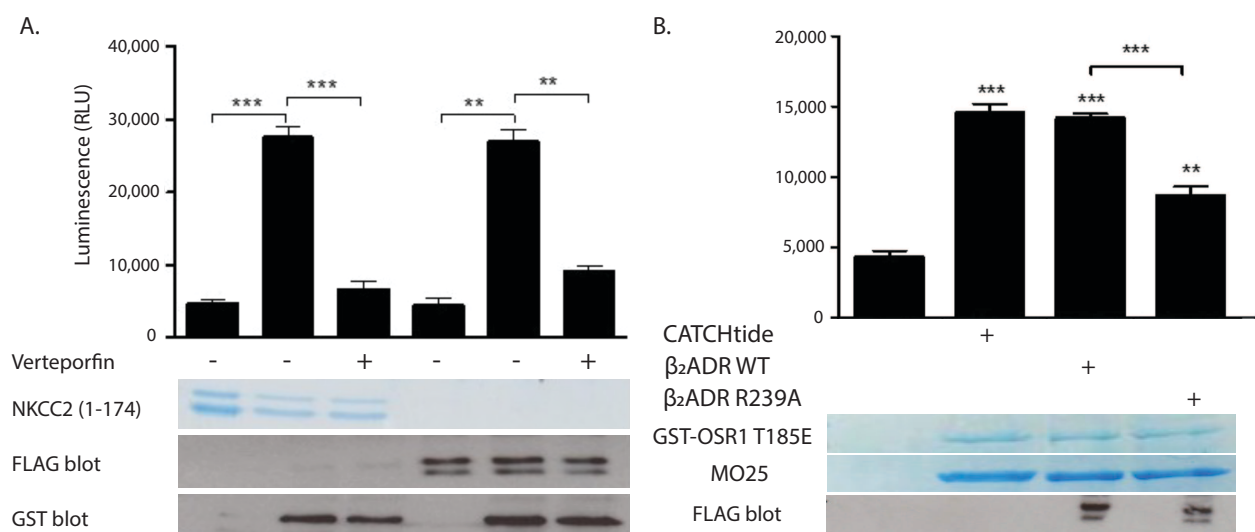 A.
40,000
30,000
20,000
10,000
0
Luminescence (RLU)
*** *** ** **
Verteporfin - - + - - +
NKCC2 (1-174)
FLAG blot
GST blot
B.
20,000
15,000
10,000
5,000
0
***
*** *** **
CATCHtide +
β₂ADR WT +
β₂ADR R239A +
GST-OSR1 T185E
MO25
FLAG blot